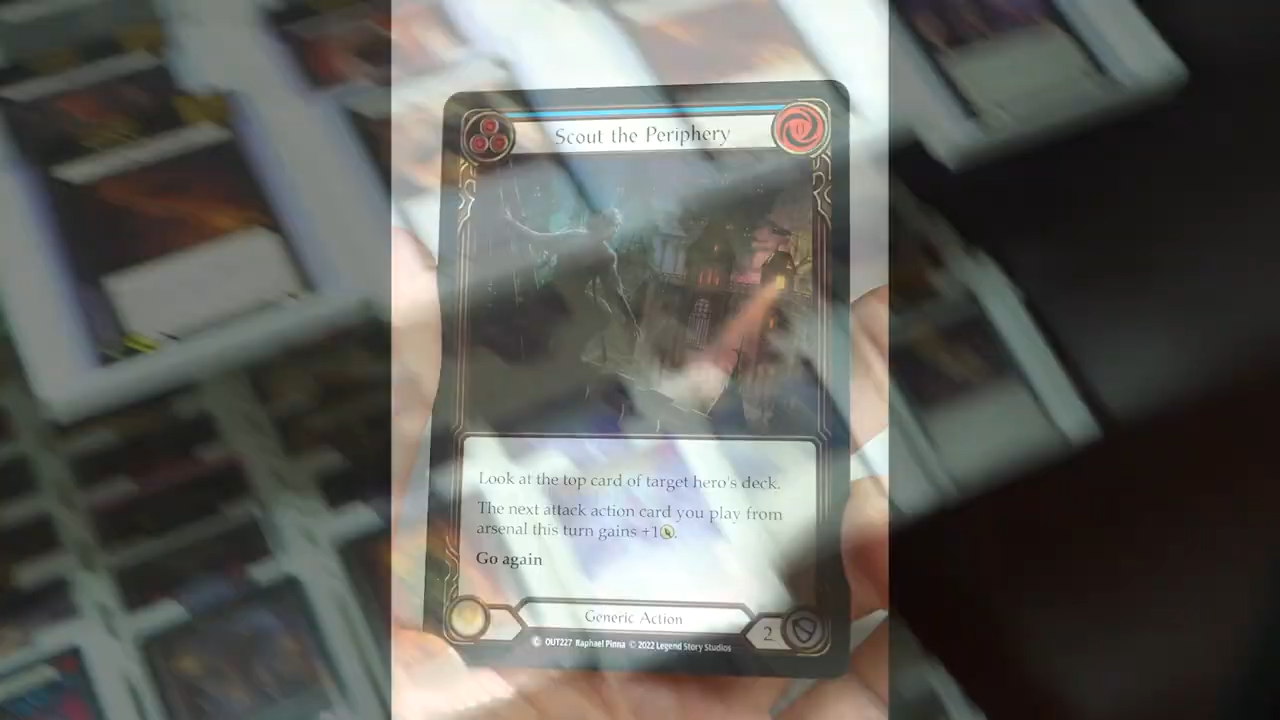 Scout the Periphery
0
Look at the top card of target hero's deck.
The next attack action card you play from
arsenal this turn gains +1
Go again
Generic Action
2
C OUT227 Raphael Pinna © 2022 Legend Story Studios